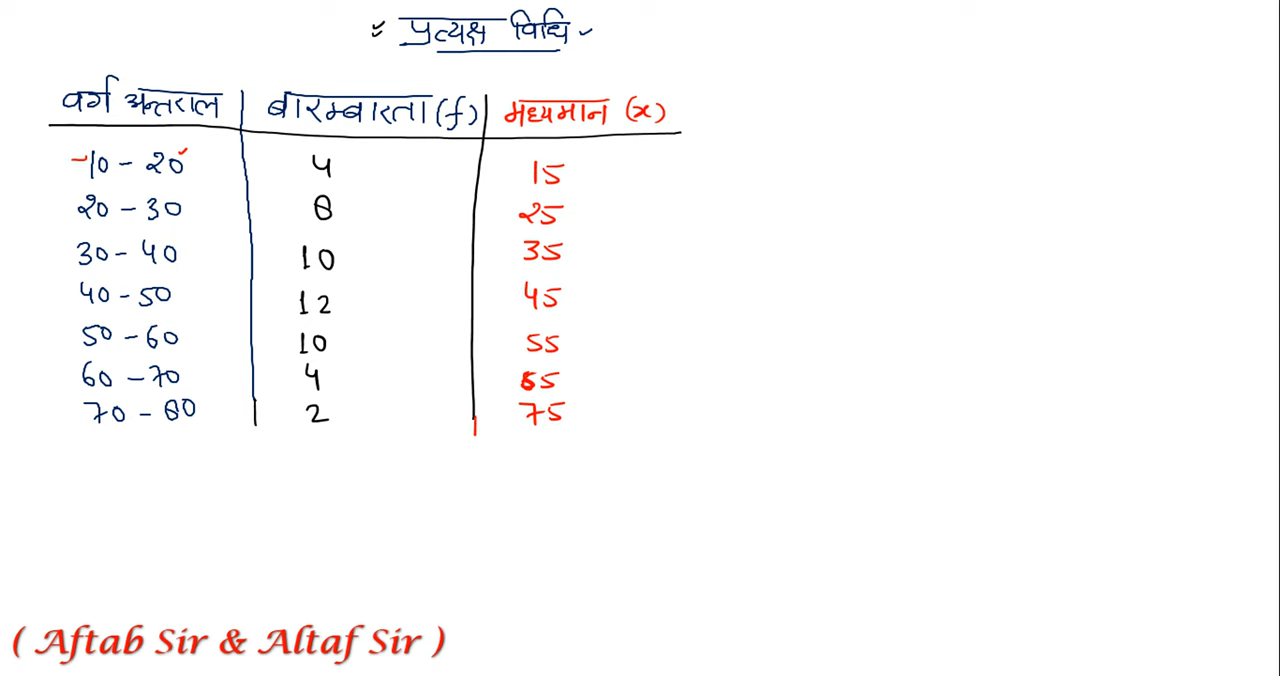 प्रत्यक्ष विधि
वर्ग अन्तराल बारम्बारता (f) मध्यमान (x)
10 - 20 4 15
20 - 30 8 25
30 - 40 10 35
40 - 50 12 45
50 - 60 10 55
60 - 70 4 65
70 - 80 2 75
( Aftab Sir & Altaf Sir )